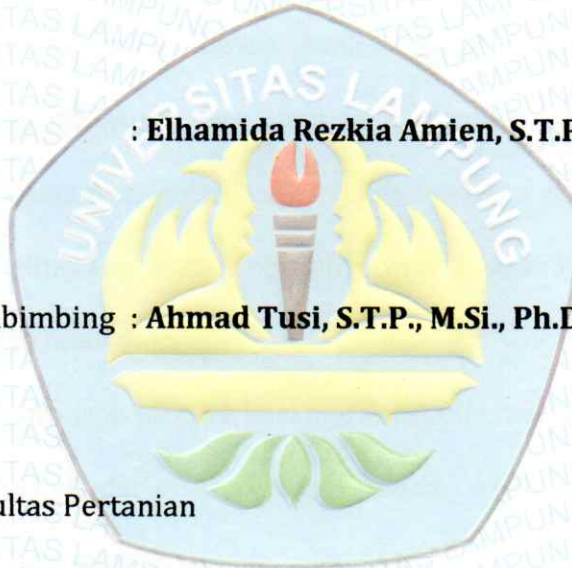 UNIVERSITAS LAMPUNG
: Elhamida Rezkia Amien, S.T.P
bimbing : Ahmad Tusi, S.T.P., M.Si., Ph.D
ultas Pertanian